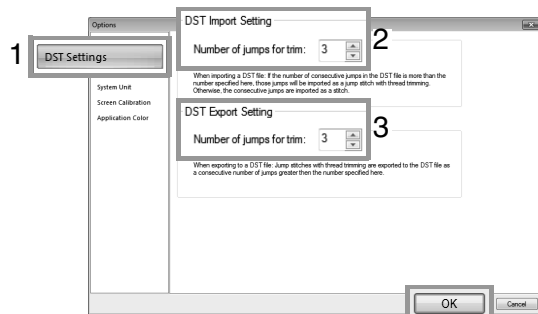 Options
1
DST Settings
System Unit
Screen Calibration
Application Color
DST Import Setting
Number of jumps for trim: 3
2
When importing a DST file: If the number of consecutive jumps in the DST file is more than the
number specified here, those jumps will be imported as a jump stitch with thread trimming.
Otherwise, the consecutive jumps are imported as a stitch.
DST Export Setting
Number of jumps for trim: 3
3
When exporting to a DST file: Jump stitches with thread trimming are exported to the DST file as
a consecutive number of jumps greater then the number specified here.
OK
Cancel